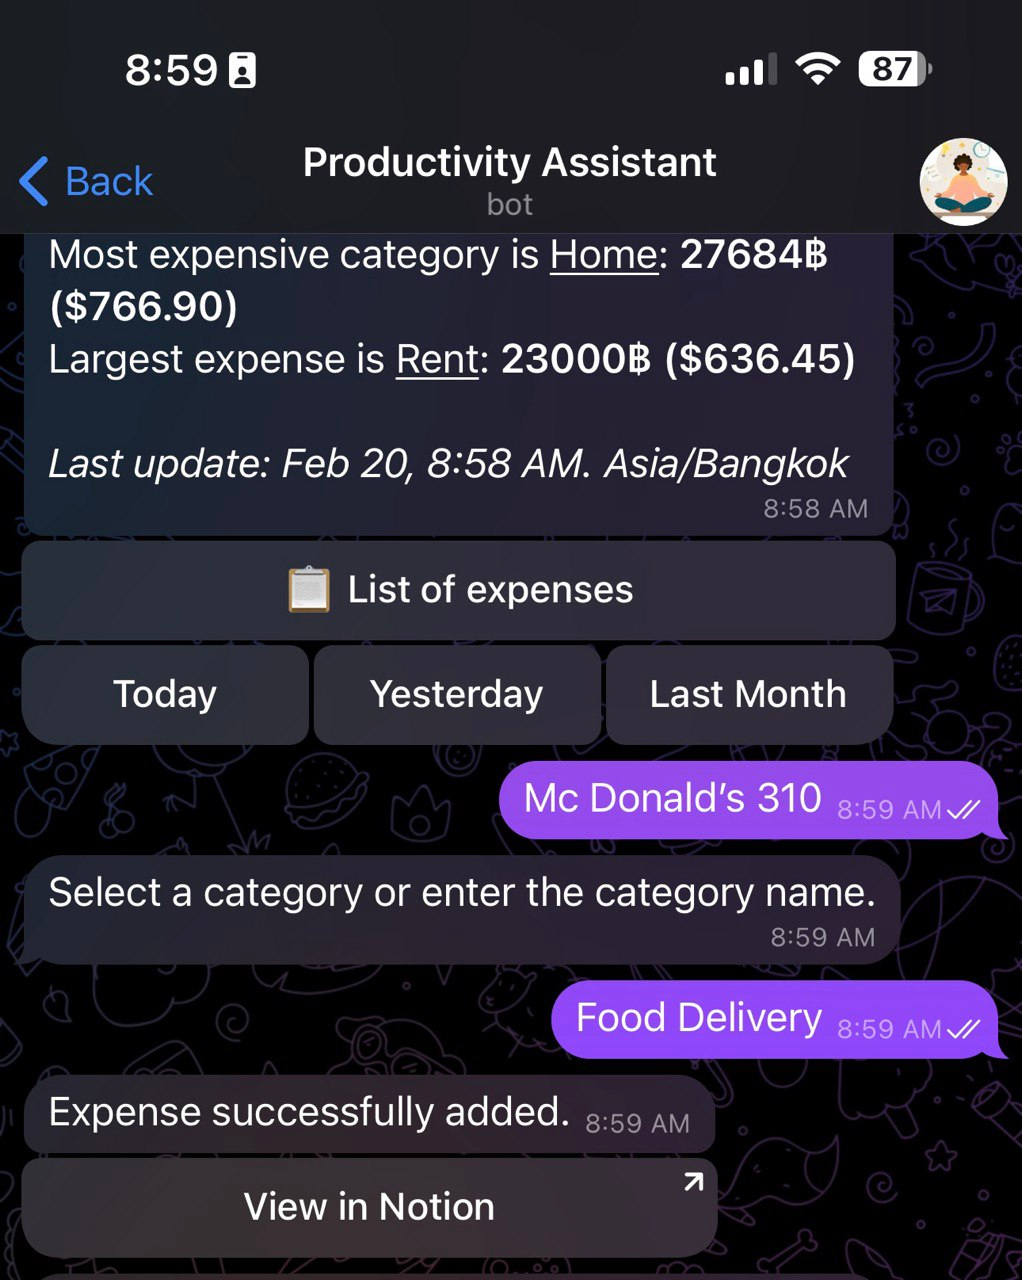 8:59
87
Back
Productivity Assistant
bot
Most expensive category is Home: 27684฿
($766.90)
Largest expense is Rent: 23000฿ ($636.45)
Last update: Feb 20, 8:58 AM. Asia/Bangkok
8:58 AM
List of expenses
Today Yesterday Last Month
Mc Donald’s 310 8:59 AM
Select a category or enter the category name.
8:59 AM
Food Delivery 8:59 AM
Expense successfully added. 8:59 AM
View in Notion